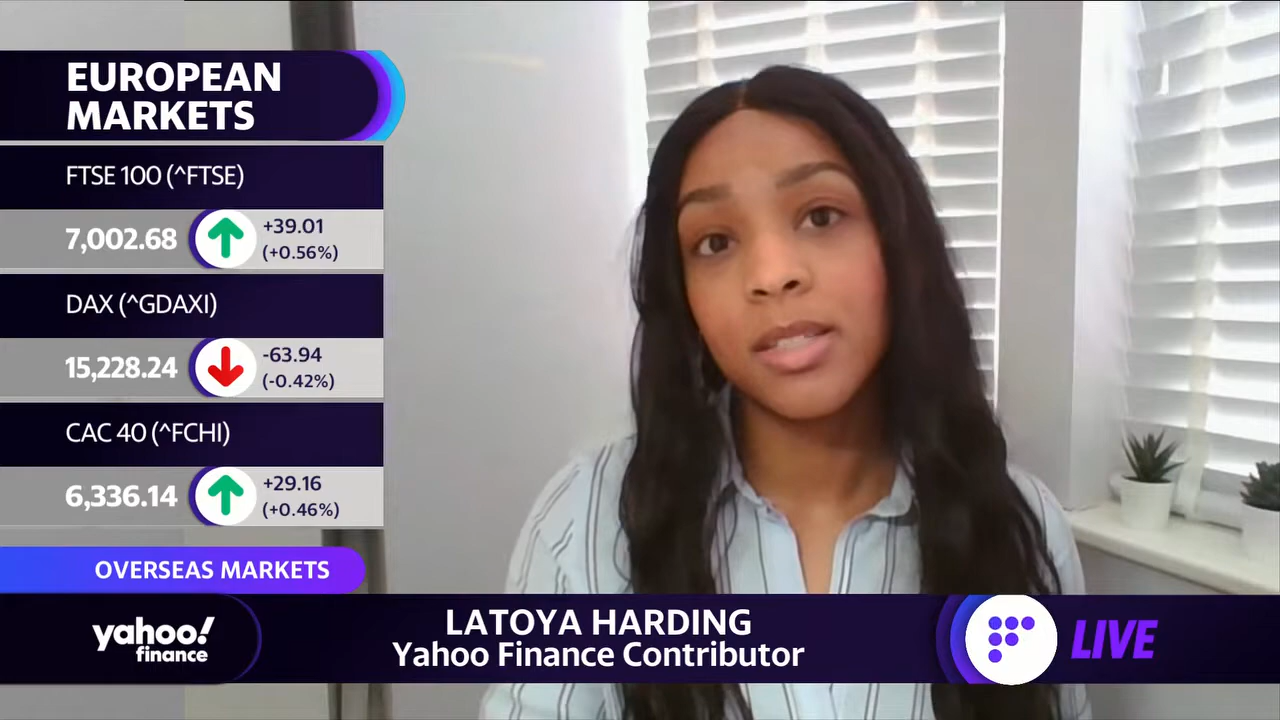 EUROPEAN
MARKETS
FTSE 100 (^FTSE)
7,002.68
+39.01
(+0.56%)
DAX (^GDAXI)
15,228.24
-63.94
(-0.42%)
CAC 40 (^FCHI)
6,336.14
+29.16
(+0.46%)
OVERSEAS MARKETS
yahoo!
finance
LATOYA HARDING
Yahoo Finance Contributor
LIVE